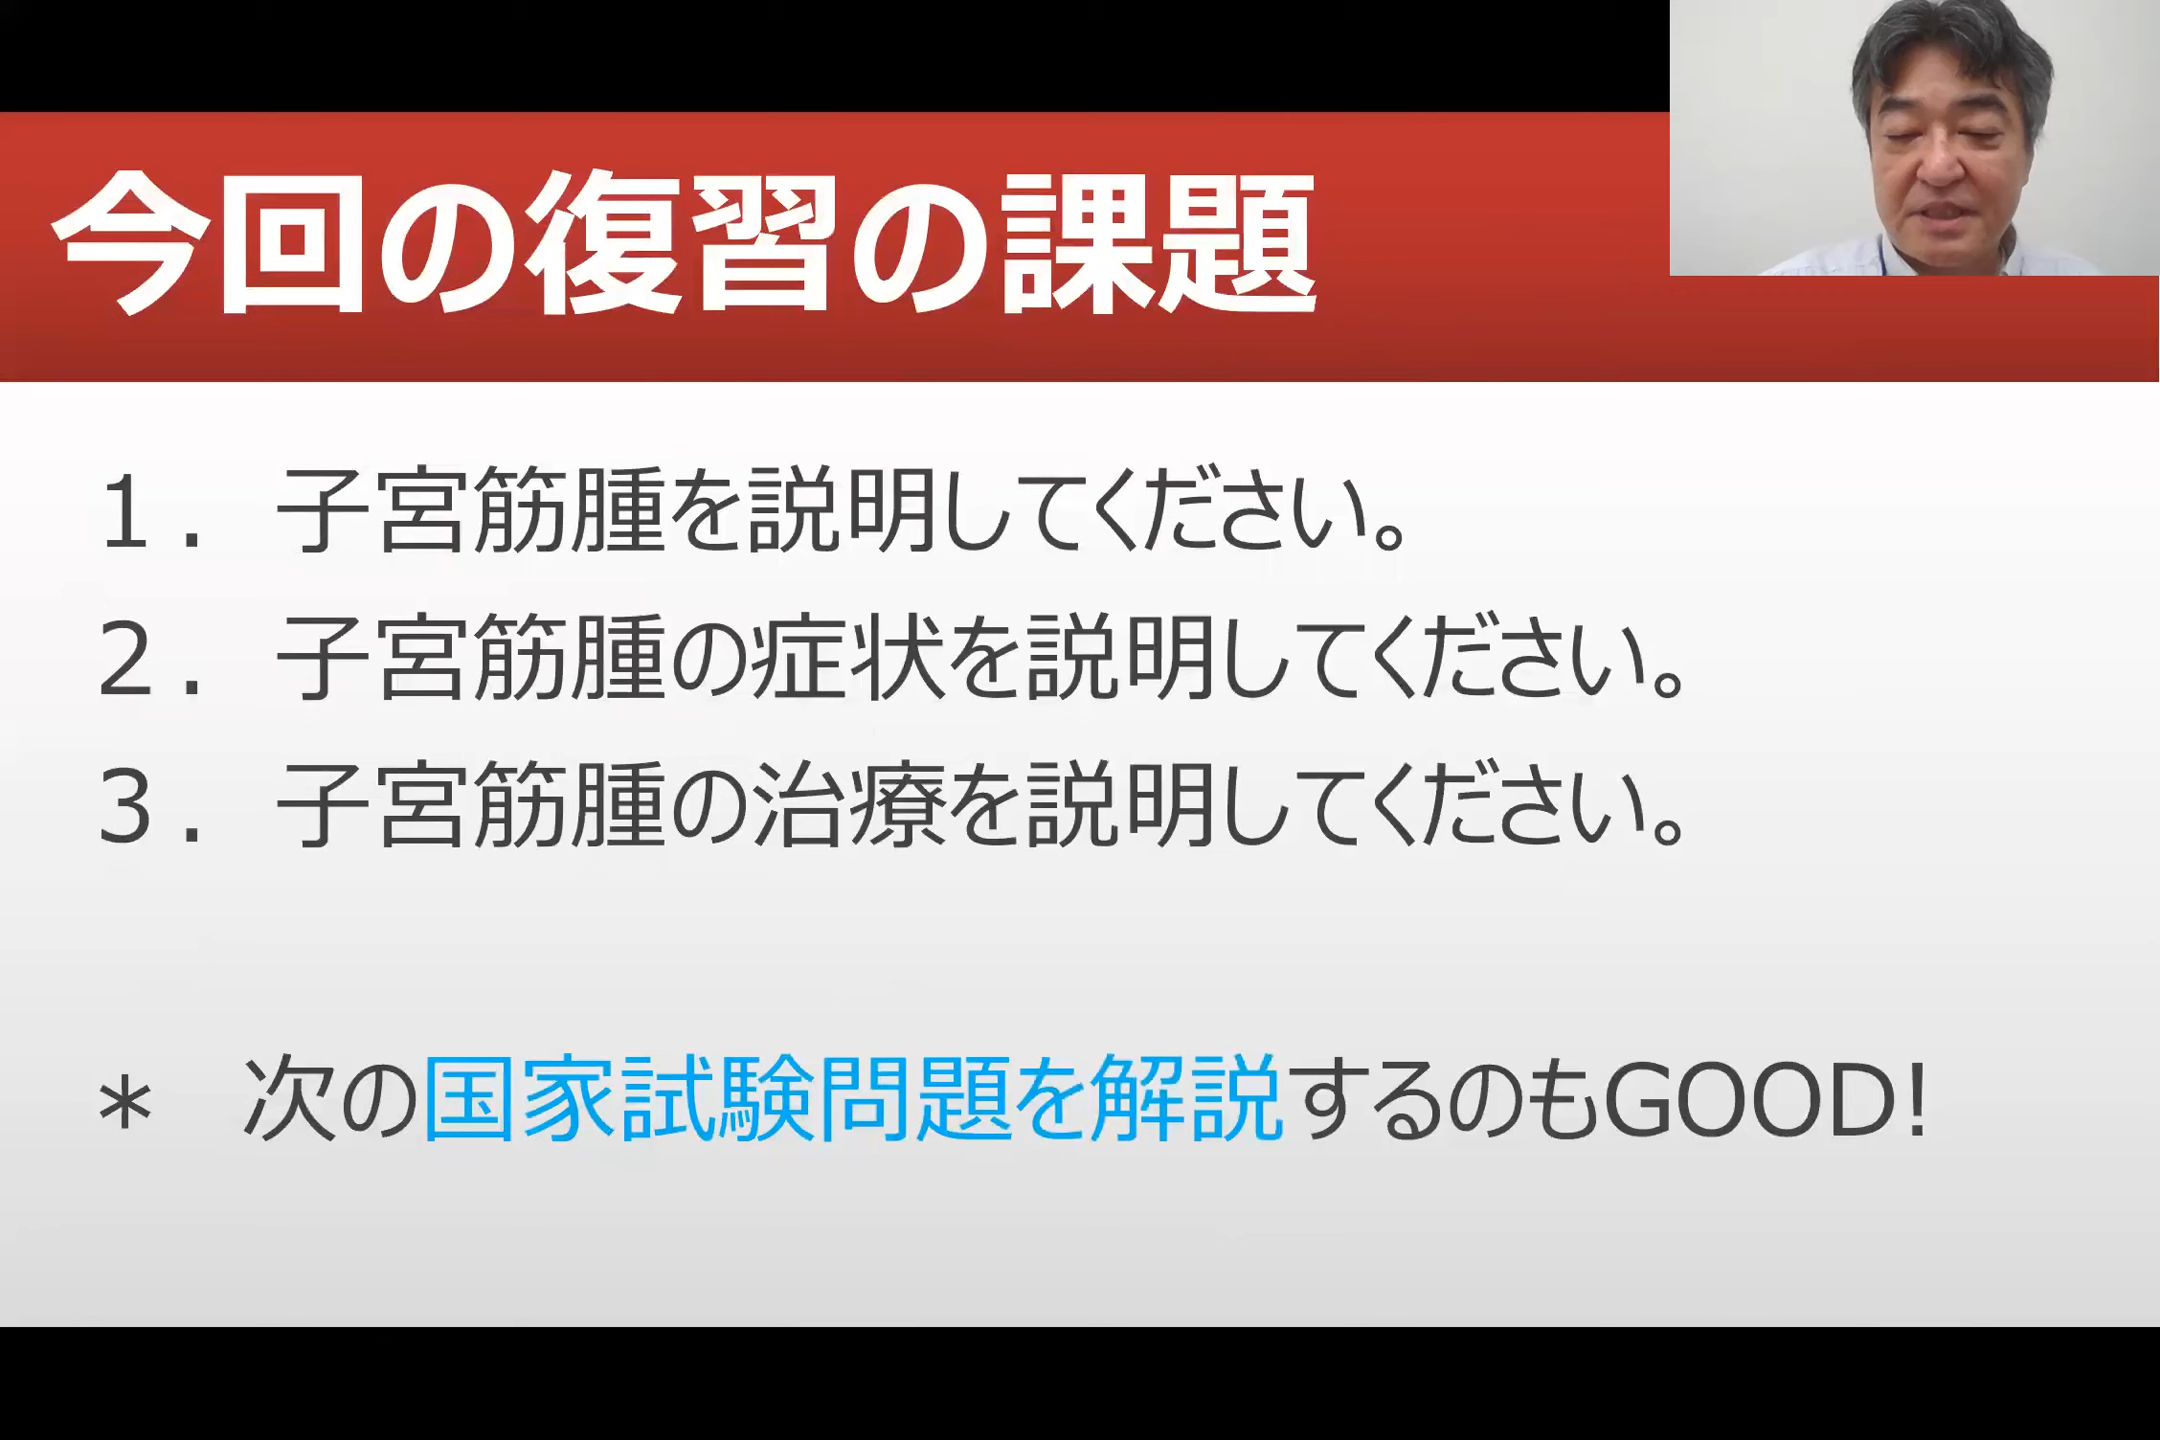 今回の復習の課題
１．子宮筋腫を説明してください。
２．子宮筋腫の症状を説明してください。
３．子宮筋腫の治療を説明してください。
＊　次の国家試験問題を解説するのもGOOD!